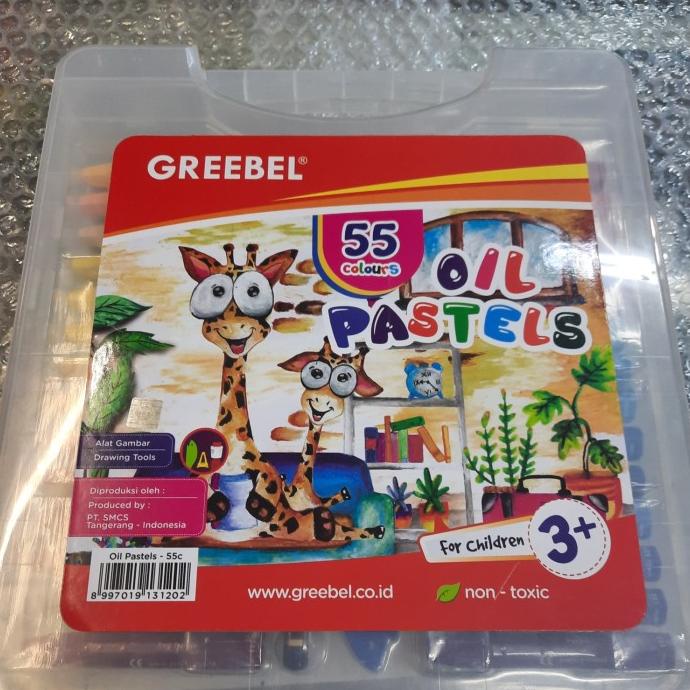 GREEBEL®
55
colours
OIL
PASTELS
Alat Gambar
Drawing Tools
Diproduksi oleh :
Produced by :
PT. SMCS
Tangerang - Indonesia
For Children
3+
Oil Pastels - 55c
8 997019 131202
www.greebel.co.id
non - toxic